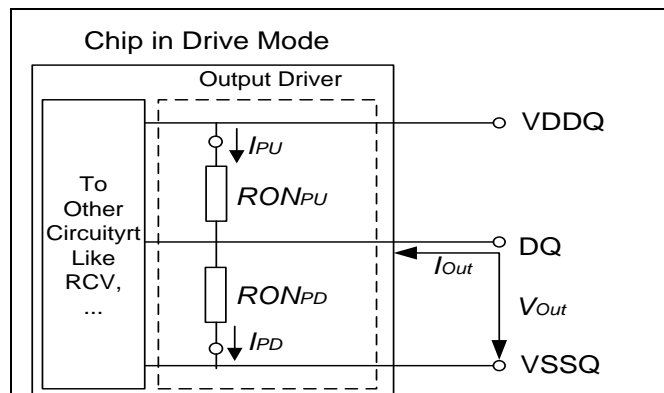 Chip in Drive Mode
Output Driver
VDDQ
IPU
To
Other
Circuityrt
Like
RCV,
...
RONPU
DQ
IOut
RONPD
VOut
IPD
VSSQ